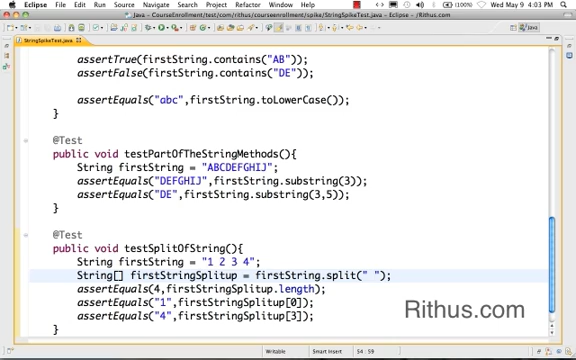 Eclipse File Edit Source Refactor Navigate Search Project Run Window Help (100%) Wed May 9 4:03 PM
Java - CourseEnrollment/test/com/rithus/courseenrollment/spike/StringSpikeTest.java - Eclipse - /Rithus
Java
StringSpikeTest.java
assertTrue(firstString.contains("AB"));
assertFalse(firstString.contains("DE"));
assertEquals("abc",firstString.toLowerCase());
}
@Test
public void testPartOfTheStringMethods(){
String firstString = "ABCDEFGHIJ";
assertEquals("DEFGHIJ",firstString.substring(3));
assertEquals("DE",firstString.substring(3,5));
}
@Test
public void testSplitOfString(){
String firstString = "1 2 3 4";
String[] firstStringSplitup = firstString.split(" ");
assertEquals(4,firstStringSplitup.length);
assertEquals("1",firstStringSplitup[0]);
assertEquals("4",firstStringSplitup[3]);
}
Rithus.com
Writable Smart Insert 54 : 59